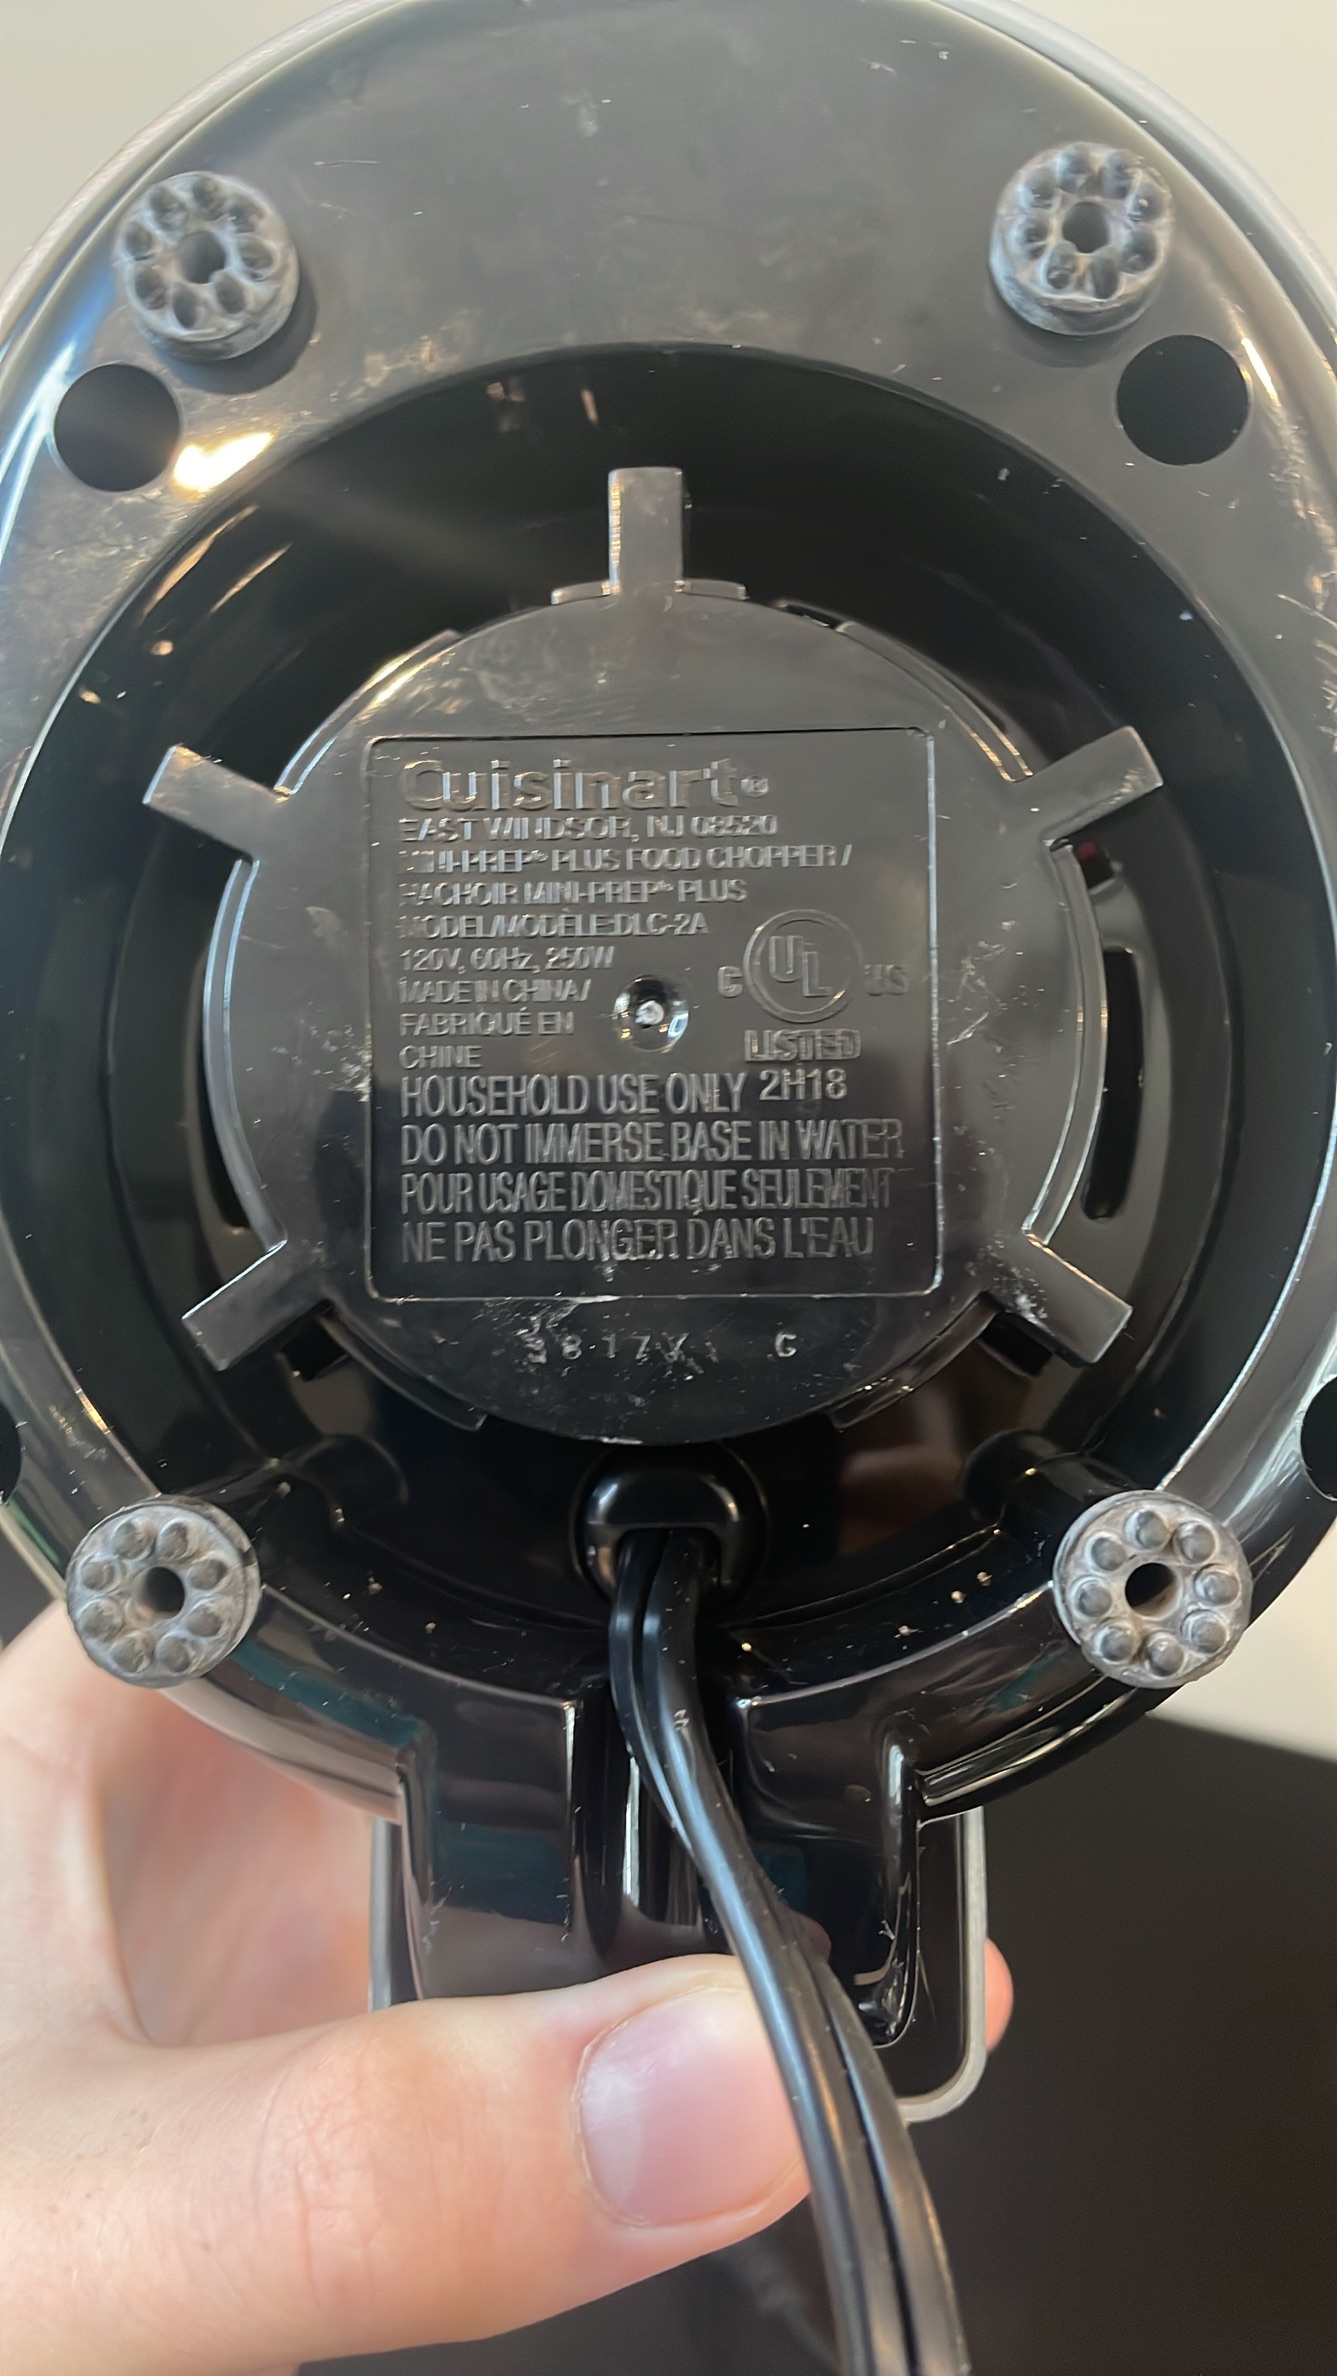 Cuisinart®
EAST WINDSOR, NJ 08520
MINI-PREP® PLUS FOOD CHOPPER /
HACHOIR MINI-PREP® PLUS
MODEL/MODÈLE:DLC-2A
120V, 60Hz, 250W
MADE IN CHINA/
FABRIQUÉ EN
CHINE
C UL US
LISTED
2H18
HOUSEHOLD USE ONLY
DO NOT IMMERSE BASE IN WATER
POUR USAGE DOMESTIQUE SEULEMENT
NE PAS PLONGER DANS L'EAU
G